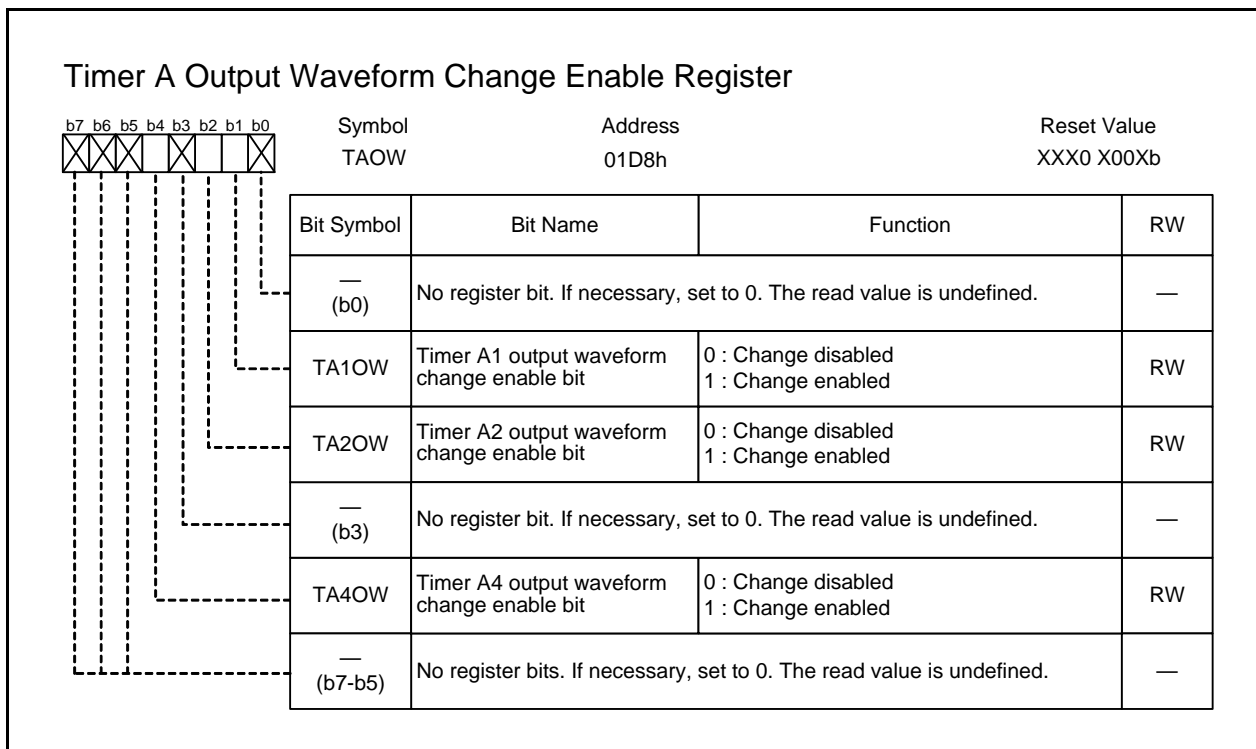 Timer A Output Waveform Change Enable Register
b7 b6 b5 b4 b3 b2 b1 b0
Symbol Address Reset Value
TAOW 01D8h XXX0 X00Xb
Bit Symbol Bit Name Function RW
—
(b0)
No register bit. If necessary, set to 0. The read value is undefined. —
TA1OW
Timer A1 output waveform
change enable bit
0 : Change disabled
1 : Change enabled
RW
TA2OW
Timer A2 output waveform
change enable bit
0 : Change disabled
1 : Change enabled
RW
—
(b3)
No register bit. If necessary, set to 0. The read value is undefined. —
TA4OW
Timer A4 output waveform
change enable bit
0 : Change disabled
1 : Change enabled
RW
—
(b7-b5)
No register bits. If necessary, set to 0. The read value is undefined. —